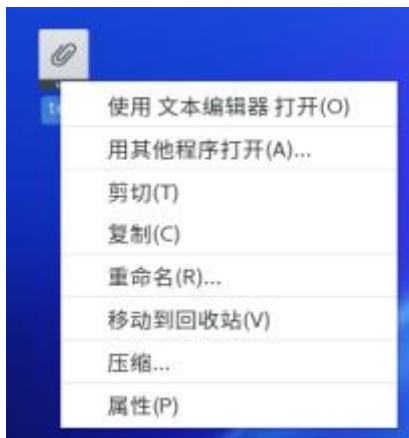 使用 文本编辑器 打开(O)
用其他程序打开(A)...
剪切(T)
复制(C)
重命名(R)...
移动到回收站(V)
压缩...
属性(P)